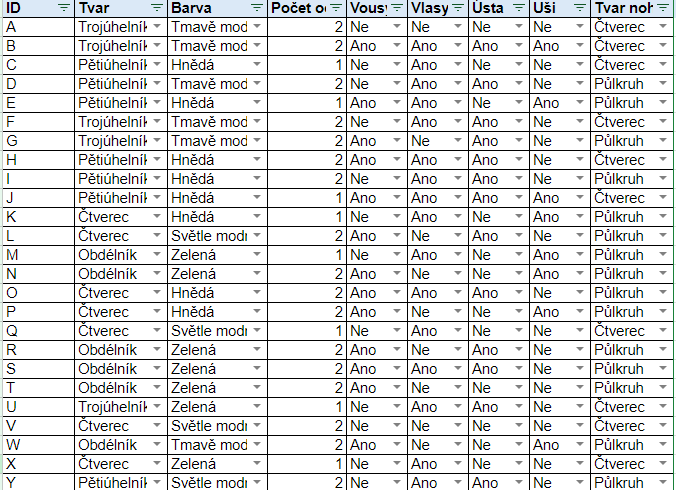 ID Tvar Barva Počet o Vousy Vlasy Ústa Uši Tvar noh
A Trojúhelník Tmavě mod 2 Ne Ano Ne Ne Čtverec
B Trojúhelník Tmavě mod 2 Ano Ano Ano Ano Čtverec
C Pětiúhelník Hnědá 1 Ne Ano Ne Ne Čtverec
D Pětiúhelník Tmavě mod 2 Ne Ano Ano Ne Půlkruh
E Pětiúhelník Hnědá 1 Ano Ano Ne Ano Půlkruh
F Trojúhelník Tmavě mod 2 Ne Ano Ano Ne Čtverec
G Trojúhelník Tmavě mod 2 Ano Ne Ano Ne Půlkruh
H Pětiúhelník Hnědá 2 Ano Ano Ano Ne Čtverec
I Pětiúhelník Hnědá 2 Ne Ano Ano Ne Půlkruh
J Pětiúhelník Hnědá 1 Ano Ano Ano Ano Čtverec
K Čtverec Hnědá 1 Ne Ano Ne Ano Půlkruh
L Čtverec Světle modr 2 Ano Ne Ano Ne Půlkruh
M Obdélník Zelená 1 Ne Ano Ne Ano Půlkruh
N Obdélník Zelená 2 Ano Ne Ne Ano Půlkruh
O Čtverec Hnědá 2 Ano Ano Ano Ne Půlkruh
P Čtverec Hnědá 2 Ano Ne Ne Ano Půlkruh
Q Čtverec Světle modr 1 Ne Ano Ne Ne Čtverec
R Obdélník Zelená 2 Ano Ne Ano Ne Půlkruh
S Obdélník Zelená 2 Ano Ano Ano Ne Půlkruh
T Obdélník Zelená 2 Ano Ne Ne Ne Půlkruh
U Trojúhelník Zelená 1 Ne Ano Ano Ne Čtverec
V Čtverec Světle modr 2 Ne Ne Ne Ne Čtverec
W Obdélník Tmavě mod 2 Ano Ne Ne Ano Půlkruh
X Čtverec Zelená 1 Ne Ano Ne Ne Čtverec
Y Pětiúhelník Světle modr 2 Ne Ano Ano Ne Půlkruh